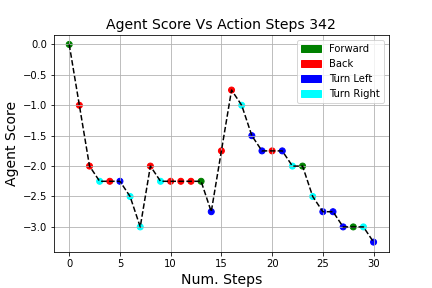 Agent Score Vs Action Steps 342
0.0
−0.5
−1.0
−1.5
−2.0
−2.5
−3.0
Agent Score
Forward
Back
Turn Left
Turn Right
0 5 10 15 20 25 30
Num. Steps